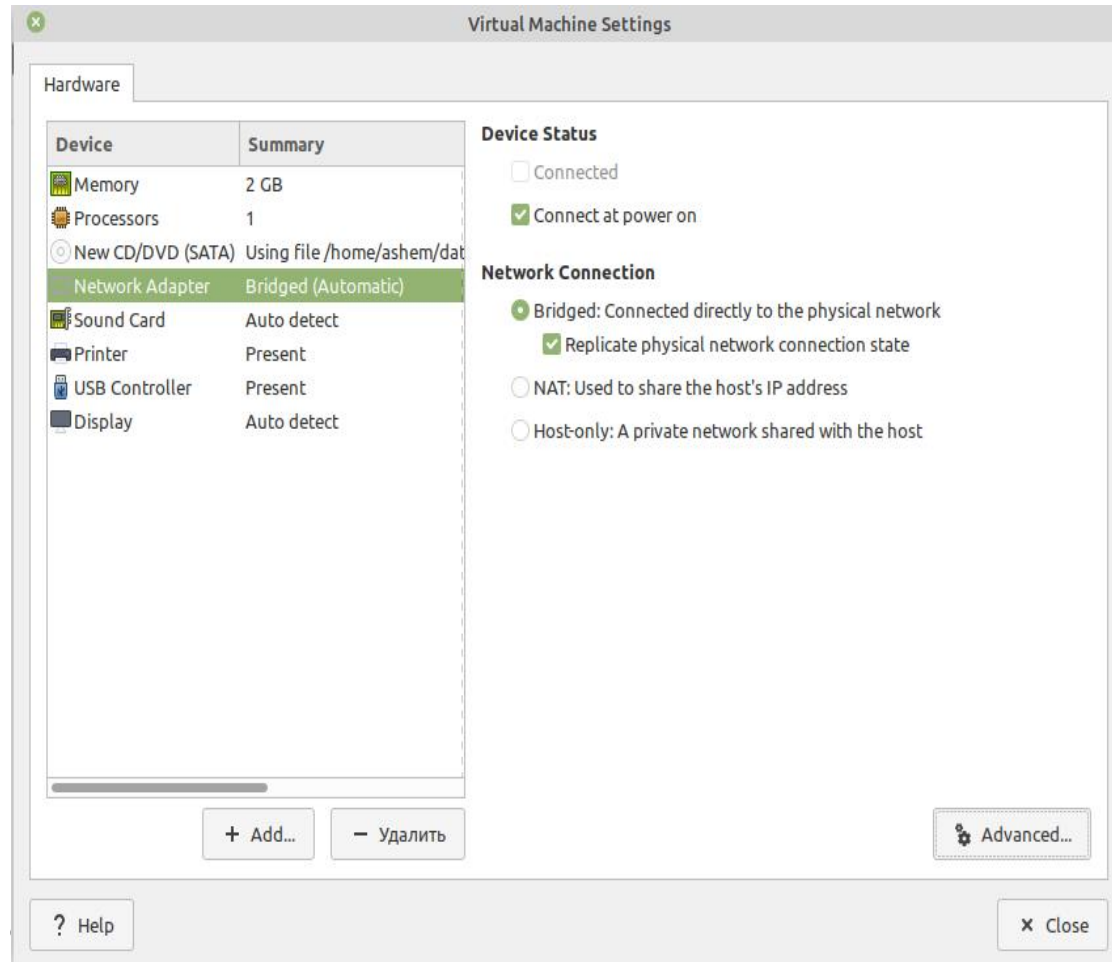 Virtual Machine Settings
Hardware
Device Summary
Memory 2 GB
Processors 1
New CD/DVD (SATA) Using file /home/ashem/dat
Network Adapter Bridged (Automatic)
Sound Card Auto detect
Printer Present
USB Controller Present
Display Auto detect
+ Add...
− Удалить
Device Status
Connected
Connect at power on
Network Connection
Bridged: Connected directly to the physical network
Replicate physical network connection state
NAT: Used to share the host's IP address
Host-only: A private network shared with the host
Advanced...
? Help
× Close